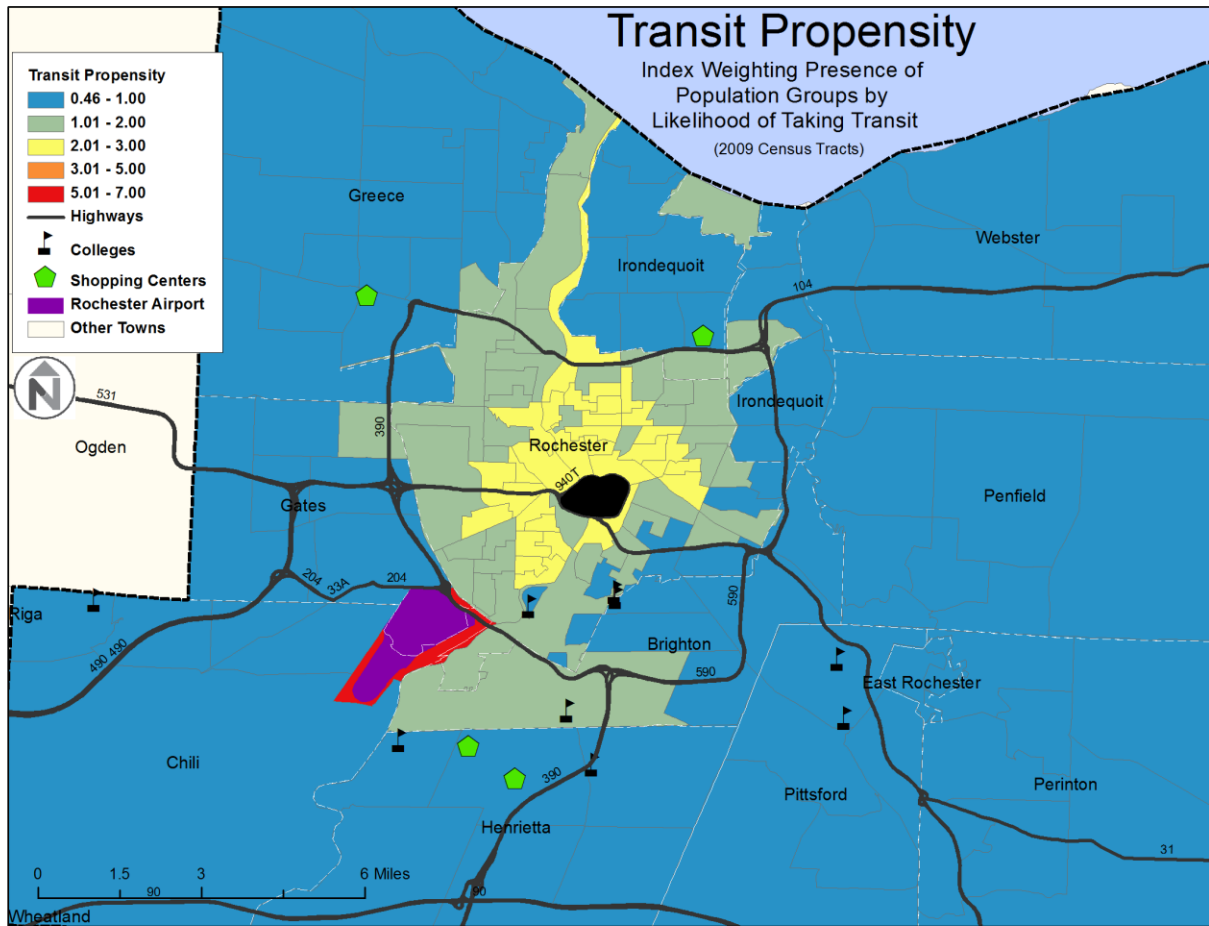 Transit Propensity
Index Weighting Presence of
Population Groups by
Likelihood of Taking Transit
(2009 Census Tracts)
Transit Propensity
0.46 - 1.00
1.01 - 2.00
2.01 - 3.00
3.01 - 5.00
5.01 - 7.00
Highways
Colleges
Shopping Centers
Rochester Airport
Other Towns
N
Greece
Webster
Irondequoit
104
531
390
Irondequoit
Ogden
Rochester
940T
Gates
Penfield
204
33A
204
590
Riga
490
490
Brighton
590
East Rochester
Chili
390
Pittsford
Perinton
Henrietta
31
0
1.5
3
6 Miles
90
90
Wheatland